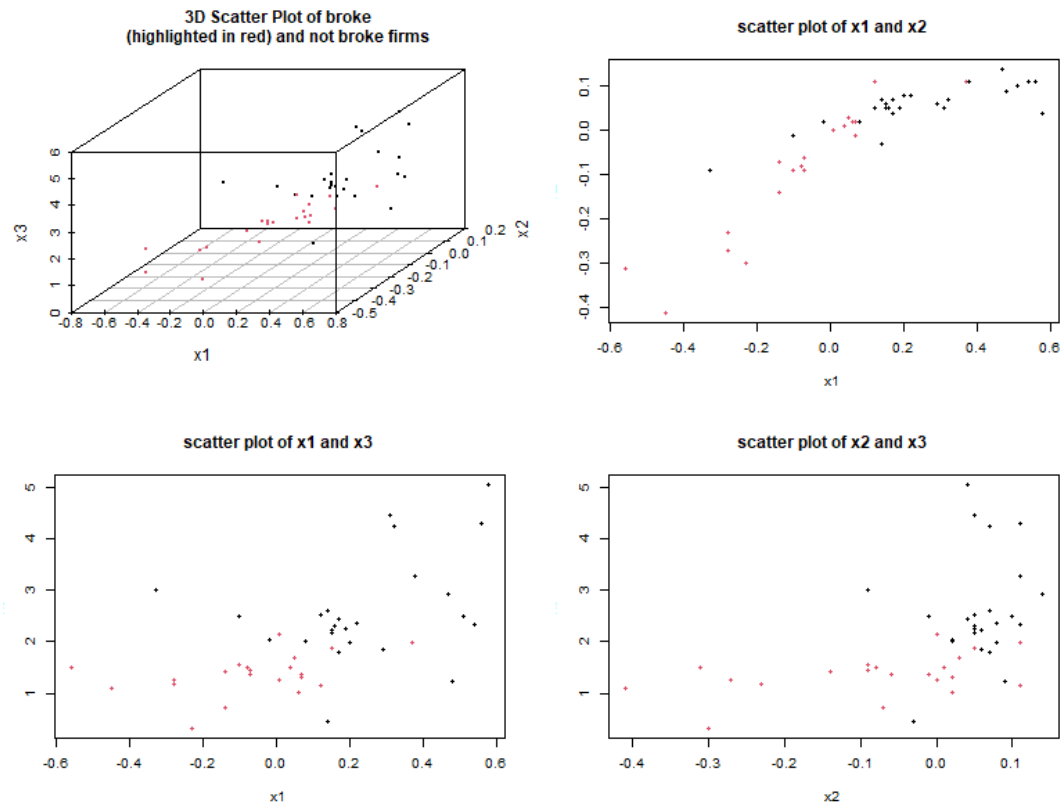 3D Scatter Plot of broke
(highlighted in red) and not broke firms
x3
0 1 2 3 4 5 6
-0.8 -0.6 -0.4 -0.2 0.0 0.2 0.4 0.6 0.8
x1
-0.5 -0.4 -0.3 -0.2 -0.1 0.0 0.1 0.2
x2
scatter plot of x1 and x2
-0.4 -0.3 -0.2 -0.1 0.0 0.1
-0.6 -0.4 -0.2 0.0 0.2 0.4 0.6
x1
scatter plot of x1 and x3
1 2 3 4 5
-0.6 -0.4 -0.2 0.0 0.2 0.4 0.6
x1
scatter plot of x2 and x3
1 2 3 4 5
-0.4 -0.3 -0.2 -0.1 0.0 0.1
x2